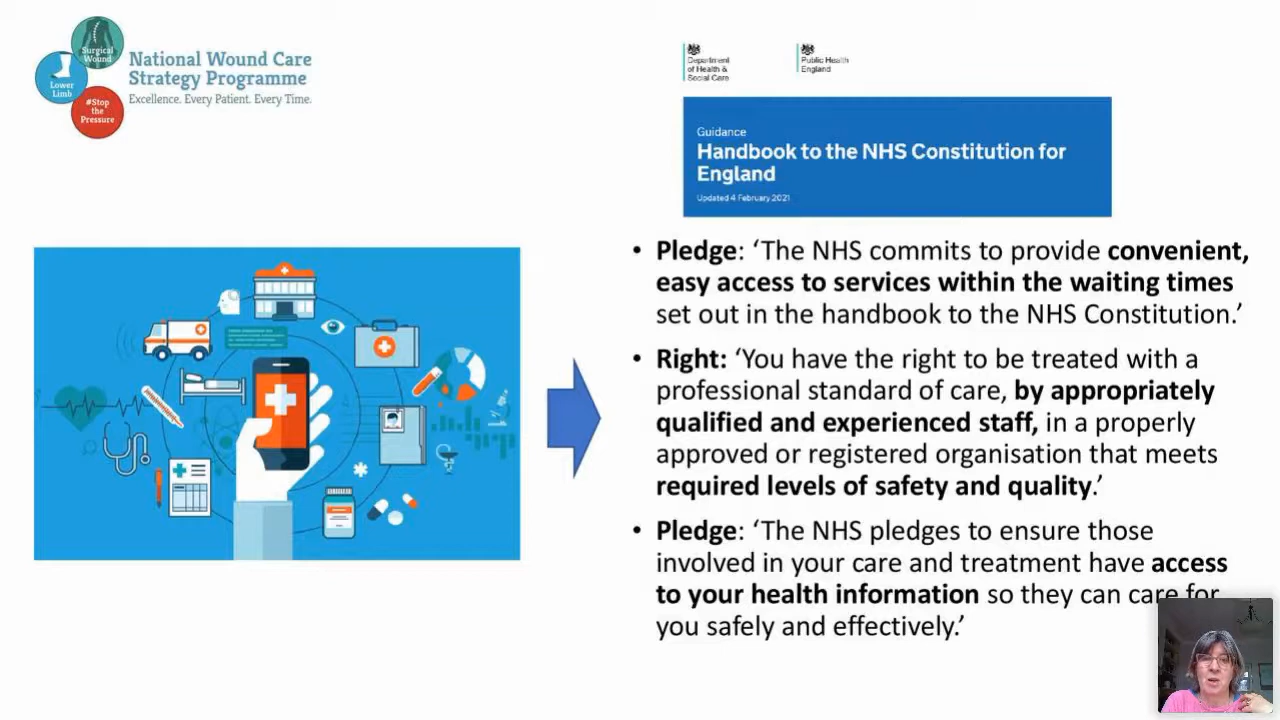 Surgical
Wound
Lower
Limb
#Stop
the
Pressure
National Wound Care
Strategy Programme
Excellence. Every Patient. Every Time.
Department
of Health &
Social Care
Public Health
England
Guidance
Handbook to the NHS Constitution for
England
Updated 4 February 2021
• Pledge: ‘The NHS commits to provide convenient,
easy access to services within the waiting times
set out in the handbook to the NHS Constitution.’
• Right: ‘You have the right to be treated with a
professional standard of care, by appropriately
qualified and experienced staff, in a properly
approved or registered organisation that meets
required levels of safety and quality.’
• Pledge: ‘The NHS pledges to ensure those
involved in your care and treatment have access
to your health information so they can care for
you safely and effectively.’